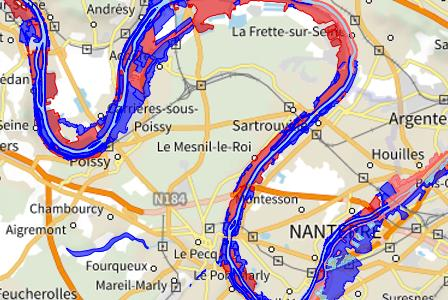 Andrésy
La Frette-sur-Seine
Carrières-sous-
Poissy
Sartrouville
Argente
Seine
Le Mesnil-le-Roi
Houilles
Poissy
N184
Montesson
Chambourcy
Aigremont
NANTERRE
Le Pecq
Fourqueux
Le Port-Marly
Mareil-Marly
Feucherolles
Suresnes